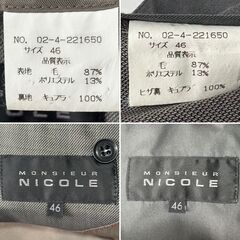 NO. 02-4-221650
サイズ 46
品質表示
表地 毛 87%
ポリエステル 13%
裏地 キュプラ 100%
NO. 02-4-221650
サイズ 46
品質表示
毛 87%
ポリエステル 13%
ヒザ裏 キュプラ 100%
MONSIEUR
NICOLE
46
MONSIEUR
NICOLE
46